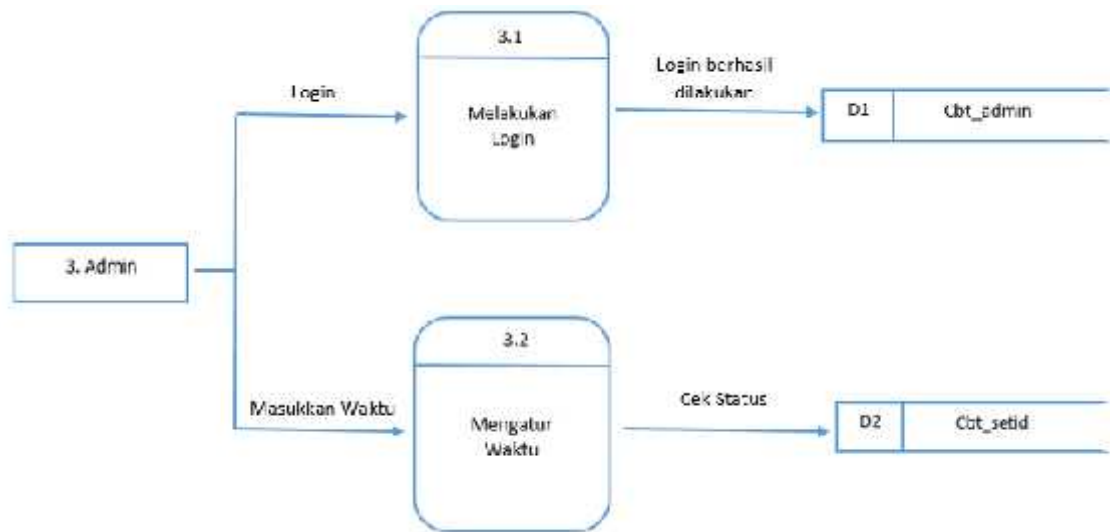 3.1
Login
Melakukan
Login
Login berhasil
dilakukan
D1
Cbt_admin
3. Admin
3.2
Masukkan Waktu
Mengatur
Waktu
Cek Status
D2
Cbt_setid